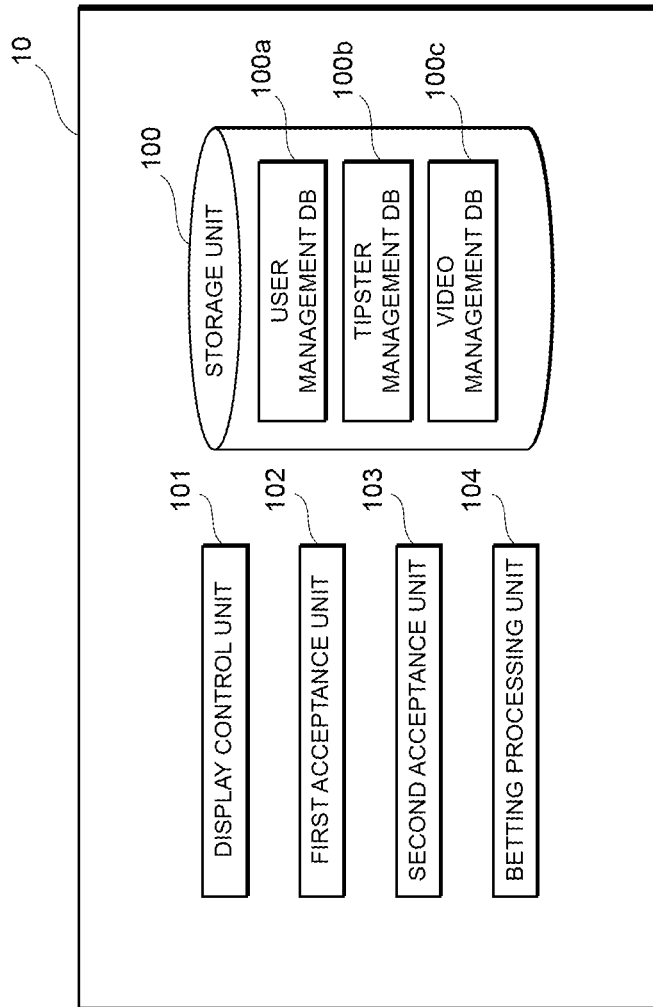 10
101
DISPLAY CONTROL UNIT
102
FIRST ACCEPTANCE UNIT
103
SECOND ACCEPTANCE UNIT
104
BETTING PROCESSING UNIT
100
STORAGE UNIT
100a
USER
MANAGEMENT DB
100b
TIPSTER
MANAGEMENT DB
100c
VIDEO
MANAGEMENT DB